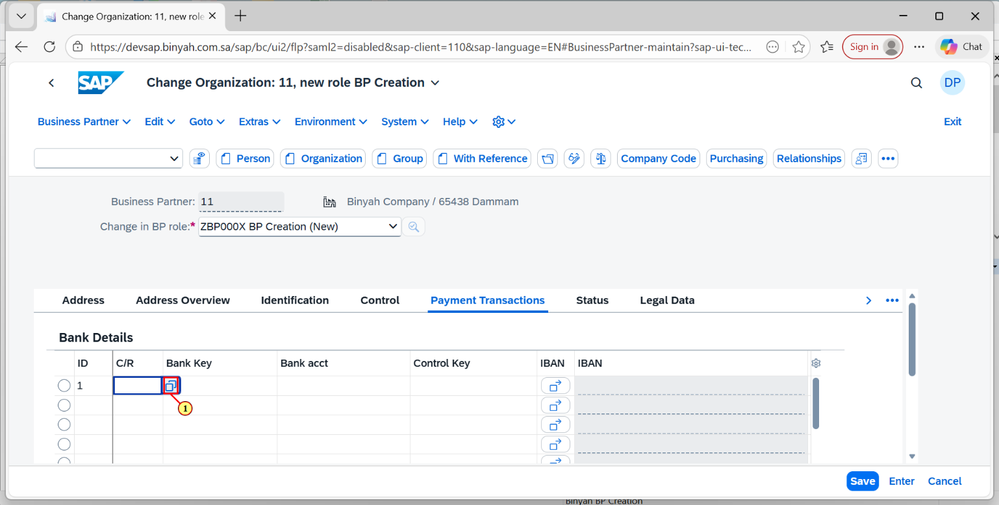 Change Organization: 11, new role
https://devsap.binyah.com.sa/sap/bc/ui2/flp?saml2=disabled&sap-client=110&sap-language=EN#BusinessPartner-maintain?sap-ui-tec...
Sign in
Chat
SAP
Change Organization: 11, new role BP Creation
DP
Business Partner
Edit
Goto
Extras
Environment
System
Help
Exit
Person
Organization
Group
With Reference
Company Code
Purchasing
Relationships
Business Partner: 11
Binyah Company / 65438 Dammam
Change in BP role:* ZBP000X BP Creation (New)
Address
Address Overview
Identification
Control
Payment Transactions
Status
Legal Data
Bank Details
ID C/R Bank Key Bank acct Control Key IBAN IBAN
1
1
Save Enter Cancel
Binyah BP Creation